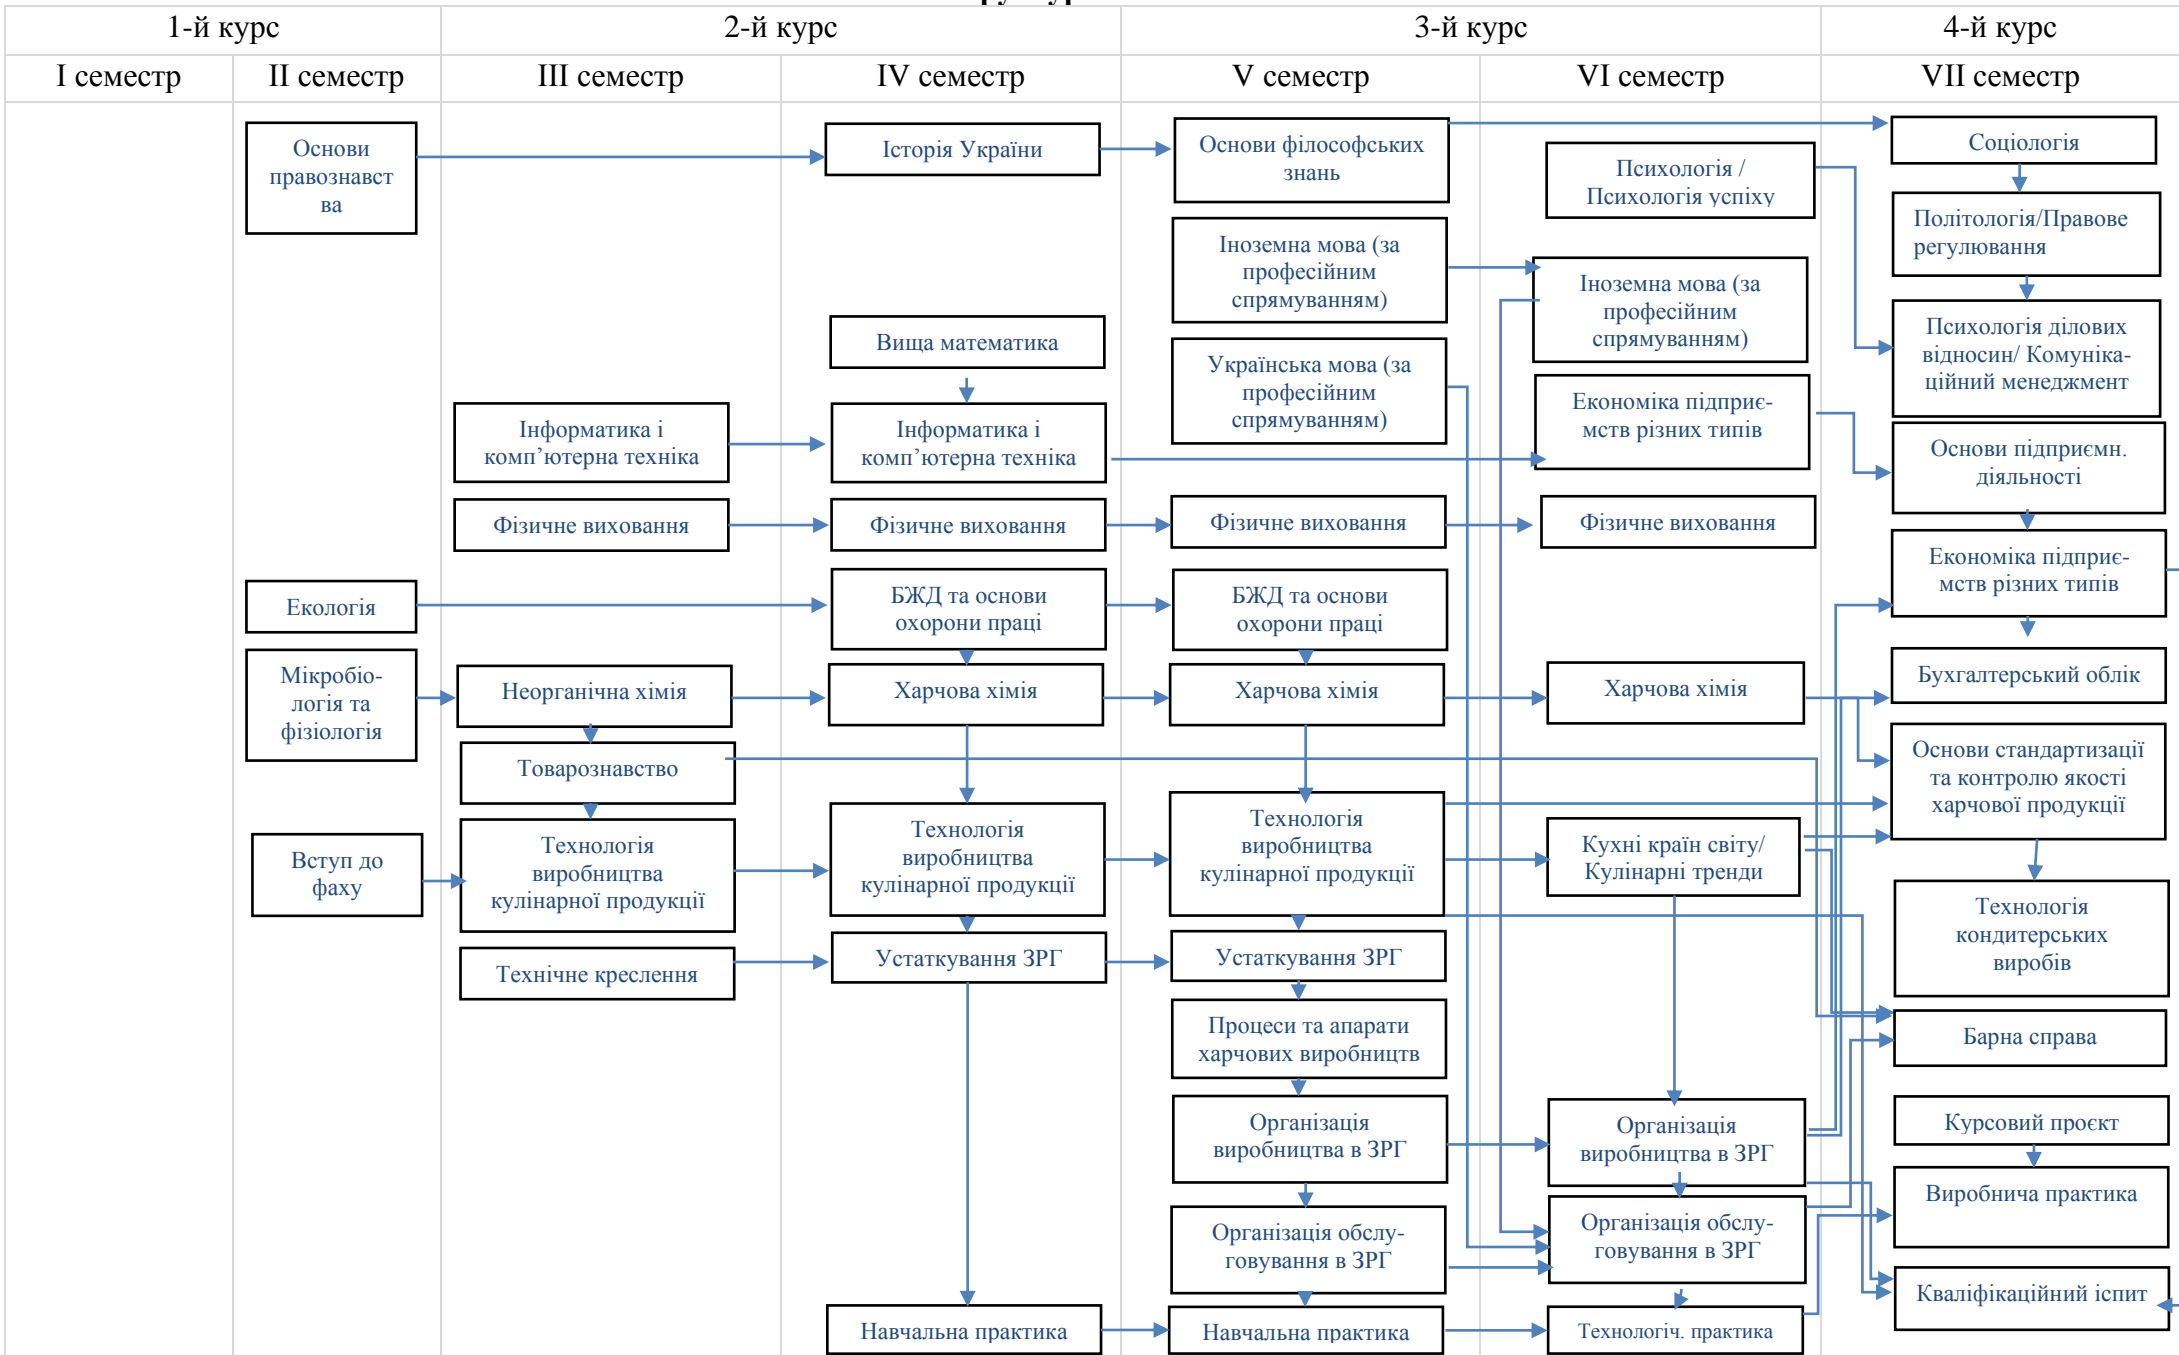 1-й курс
2-й курс
3-й курс
4-й курс
I семестр
II семестр
III семестр
IV семестр
V семестр
VI семестр
VII семестр
Основи
правознавст
ва
Екологія
Мікробіо-
логія та
фізіологія
Вступ до
фаху
Інформатика і
комп’ютерна техніка
Фізичне виховання
Неорганічна хімія
Товарознавство
Технологія
виробництва
кулінарної продукції
Технічне креслення
Історія України
Вища математика
Інформатика і
комп’ютерна техніка
Фізичне виховання
БЖД та основи
охорони праці
Харчова хімія
Технологія
виробництва
кулінарної продукції
Устаткування ЗРГ
Навчальна практика
Основи філософських
знань
Іноземна мова (за
професійним
спрямуванням)
Українська мова (за
професійним
спрямуванням)
Фізичне виховання
БЖД та основи
охорони праці
Харчова хімія
Технологія
виробництва
кулінарної продукції
Устаткування ЗРГ
Процеси та апарати
харчових виробництв
Організація
виробництва в ЗРГ
Організація обслу-
говування в ЗРГ
Навчальна практика
Психологія /
Психологія успіху
Іноземна мова (за
професійним
спрямуванням)
Економіка підприє-
мств різних типів
Фізичне виховання
Харчова хімія
Кухні країн світу/
Кулінарні тренди
Організація
виробництва в ЗРГ
Організація обслу-
говування в ЗРГ
Технологіч. практика
Соціологія
Політологія/Правове
регулювання
Психологія ділових
відносин/ Комуніка-
ційний менеджмент
Основи підприємн.
діяльності
Економіка підприє-
мств різних типів
Бухгалтерський облік
Основи стандартизації
та контролю якості
харчової продукції
Технологія
кондитерських
виробів
Барна справа
Курсовий проєкт
Виробнича практика
Кваліфікаційний іспит